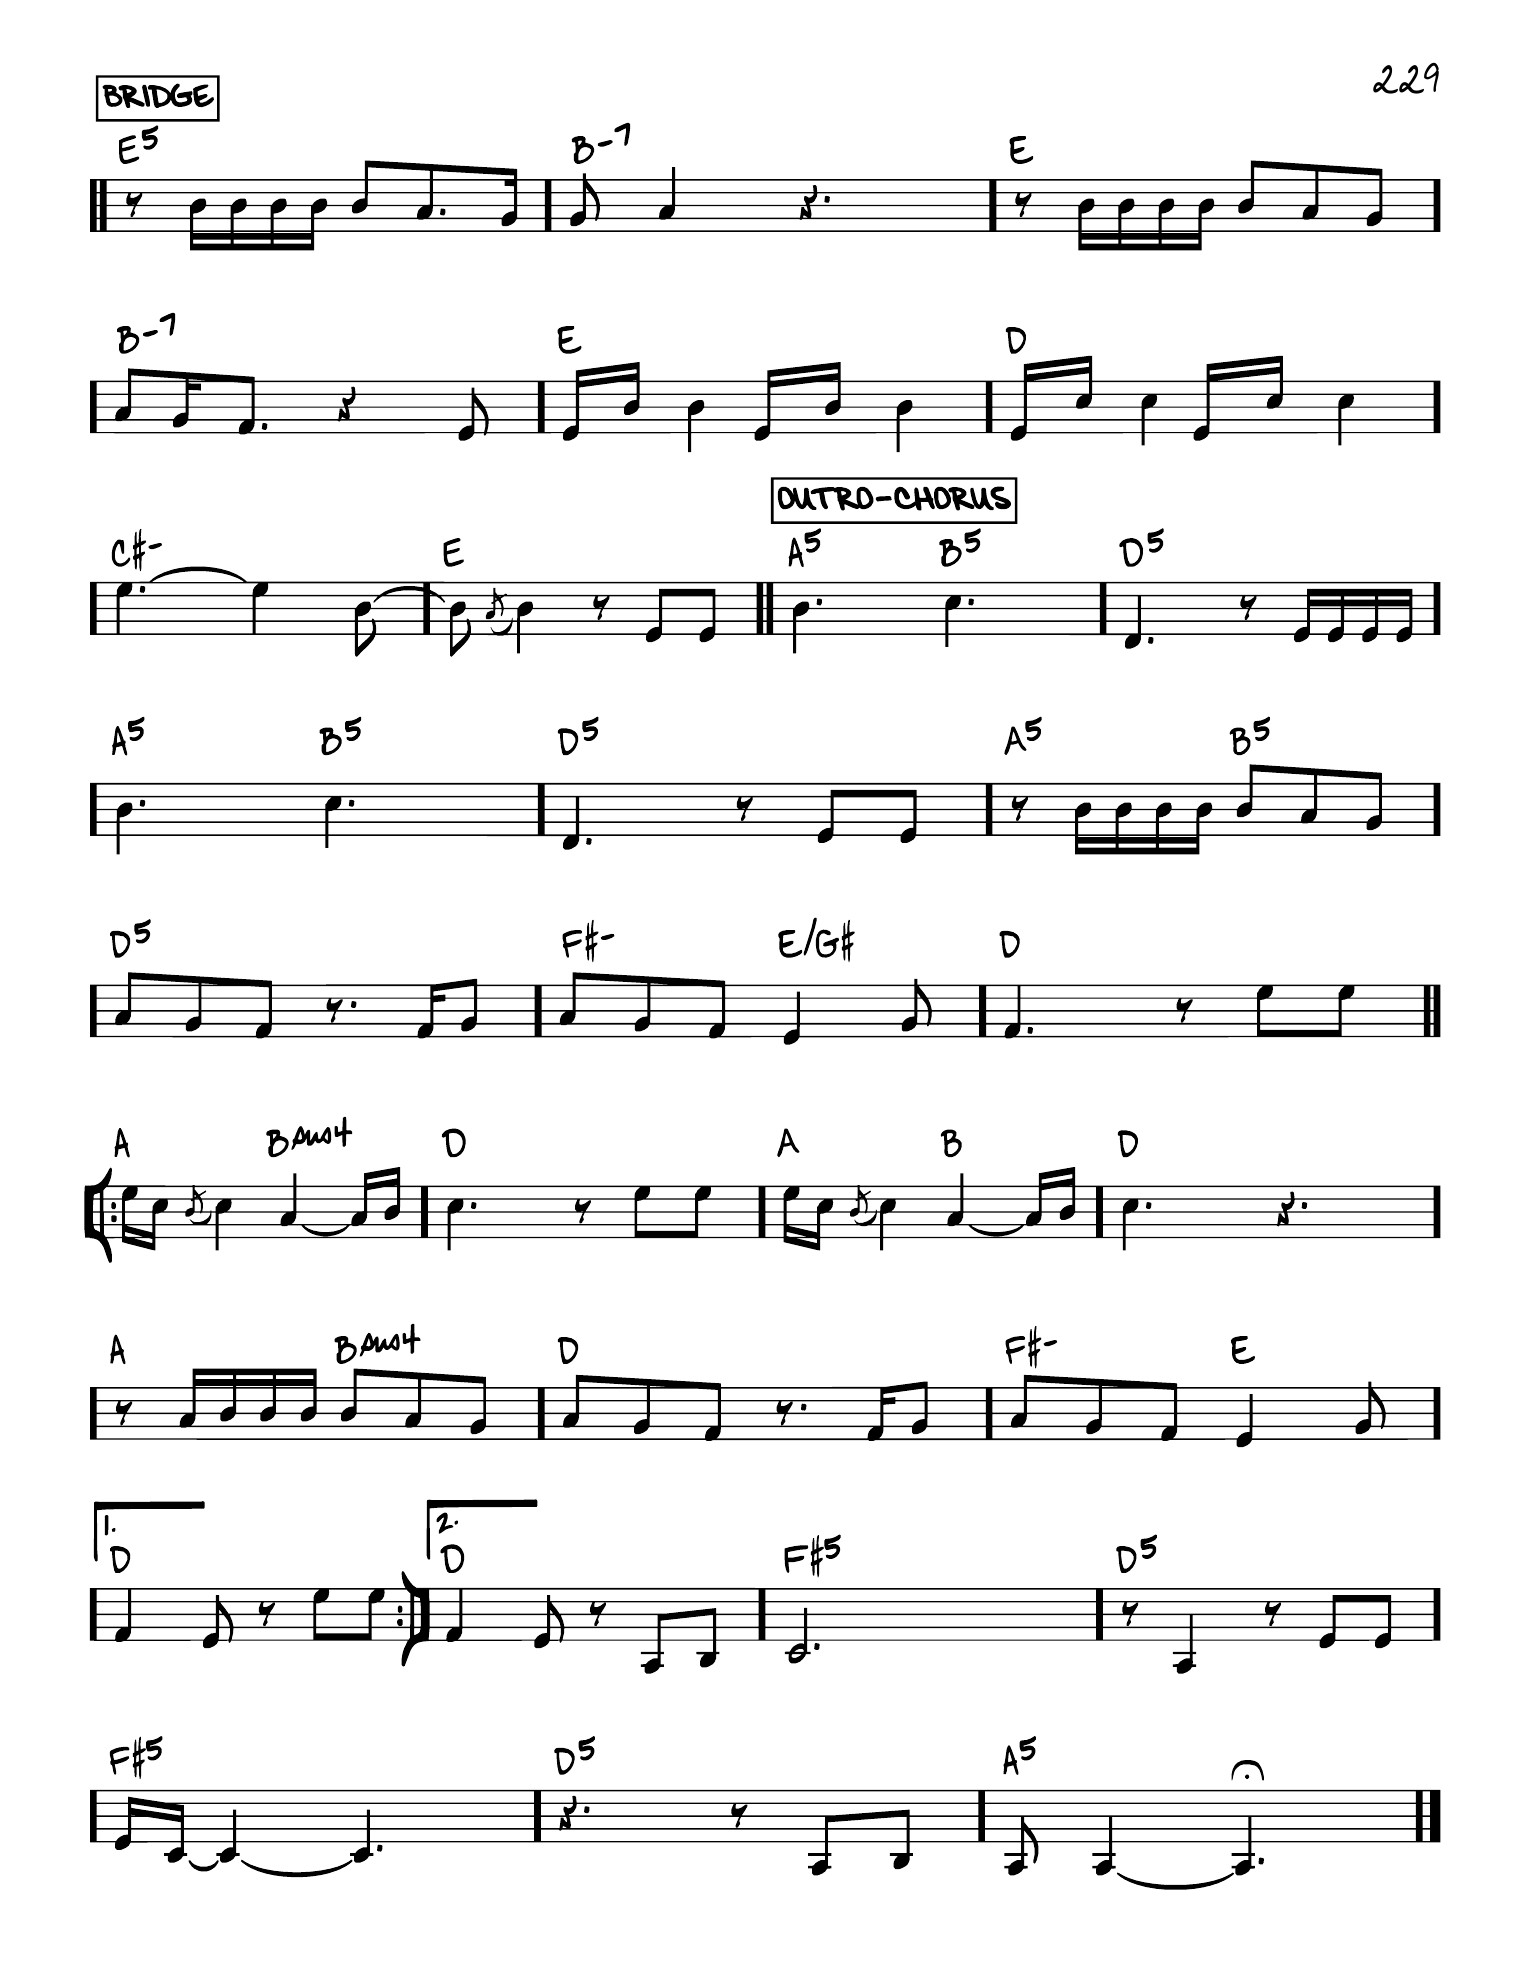 229
BRIDGE
E5 B-7 E
B-7 E D
OUTRO-CHORUS
C#- E A5 B5 D5
A5 B5 D5 A5 B5
D5 F#- E/G# D
A Bsus4 D A B D
A Bsus4 D F#- E
1. 2.
D D F#5 D5
F#5 D5 A5